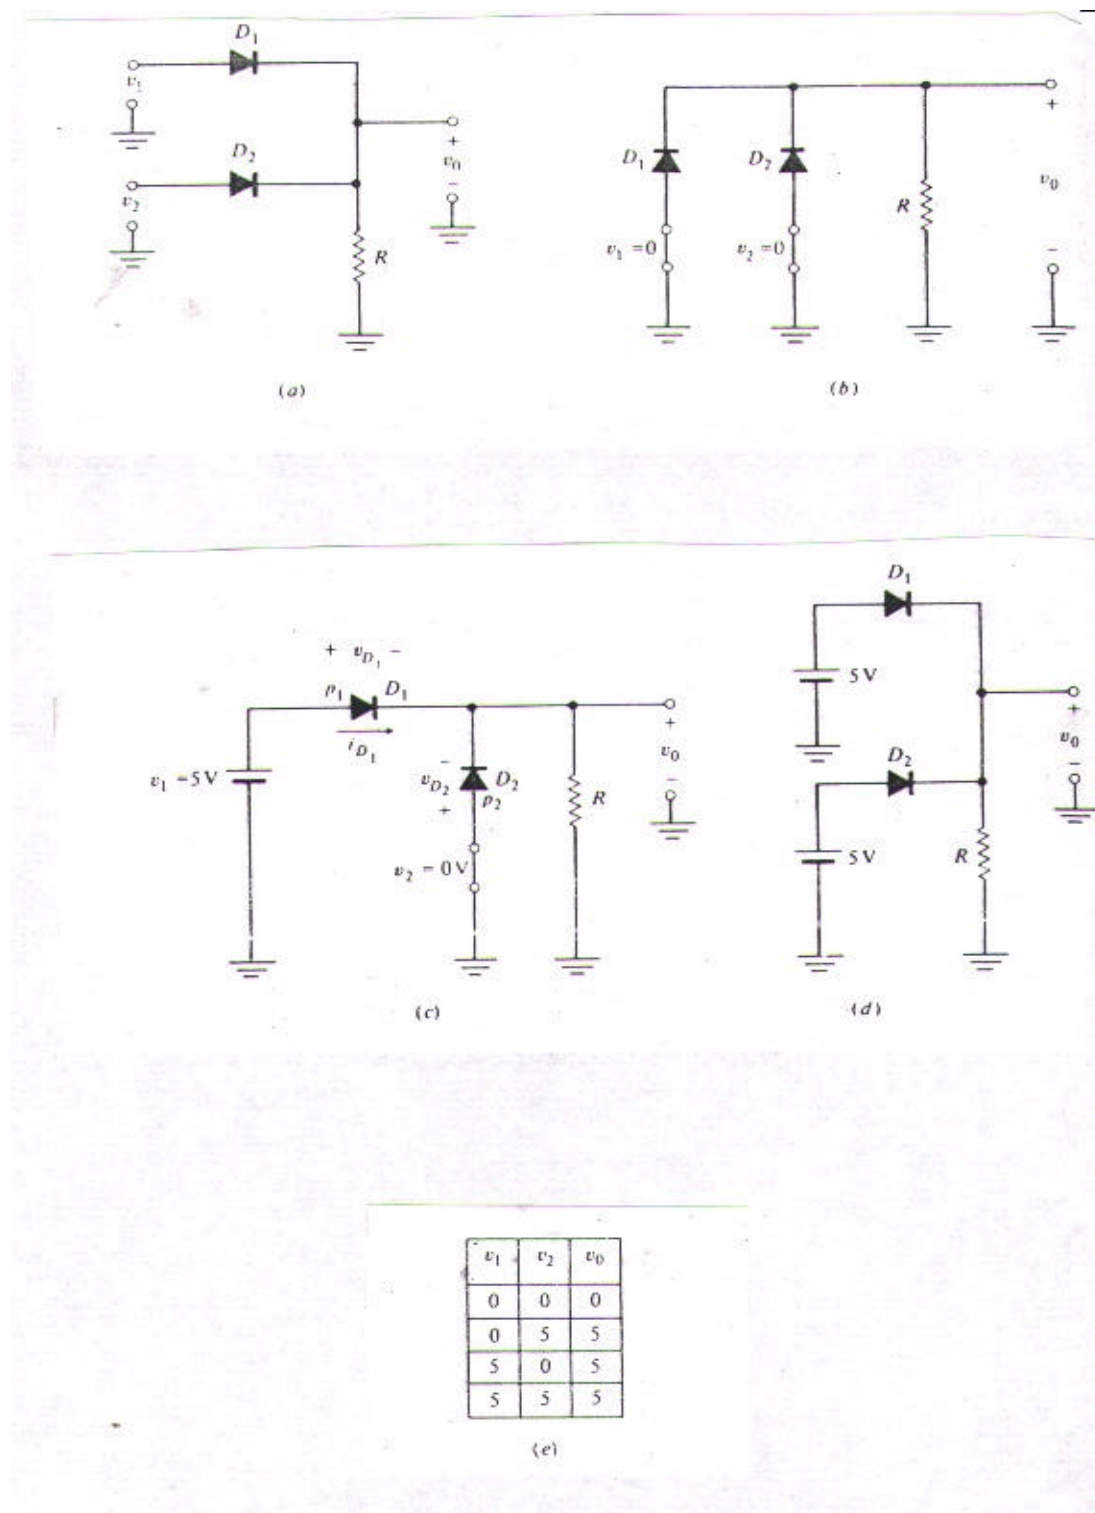 D1
v1
D2
v2
+
v0
−
R
(a)
D1
D2
R
+
v0
−
v1 = 0
v2 = 0
(b)
+ vD1 −
p1 D1
iD1
v1 = 5 V
−
vD2 D2
+ p2
v2 = 0 V
R
+
v0
−
(c)
D1
5 V
D2
5 V
R
+
v0
−
(d)
v1 v2 v0
0 0 0
0 5 5
5 0 5
5 5 5
(e)